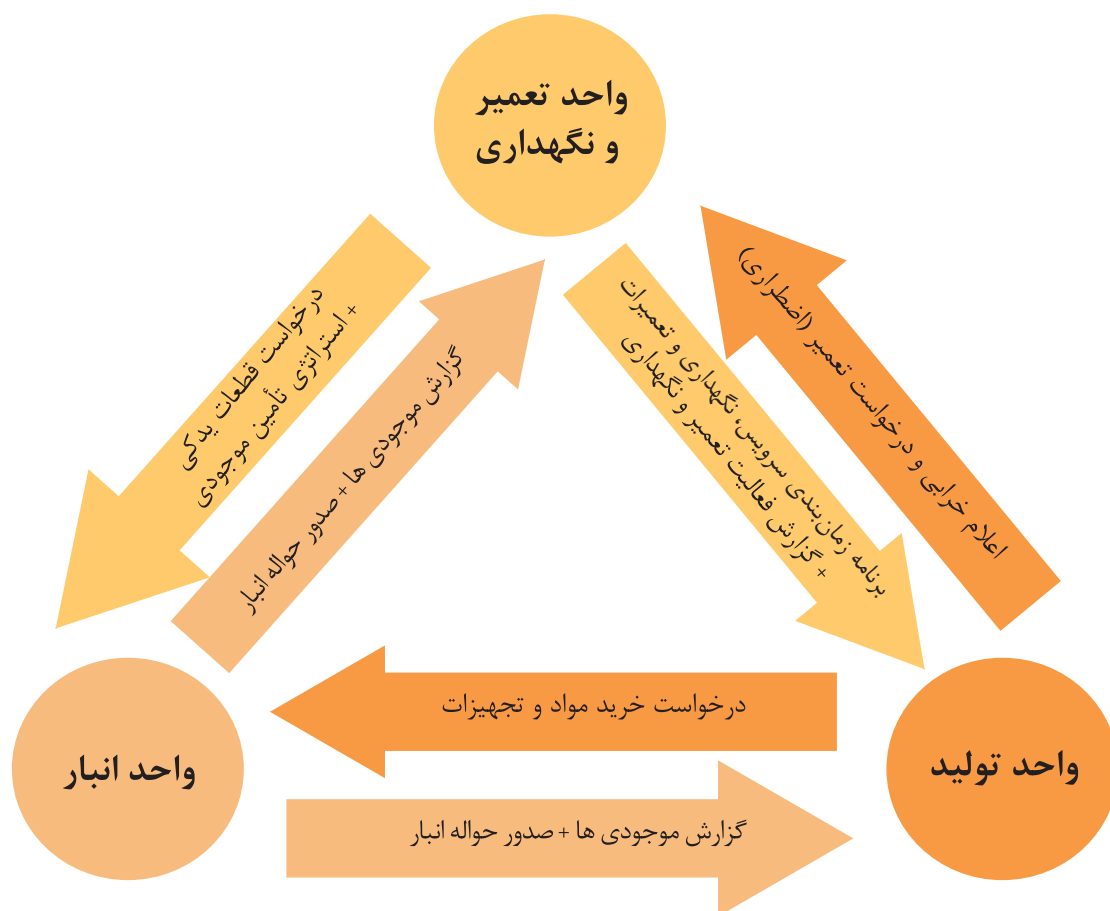 واحد تعمیر
و نگهداری
درخواست قطعات یدکی
+ استراتژی تأمین موجودی
گزارش موجودی ها + صدور حواله انبار
برنامه زمان‌بندی سرویس، نگهداری و تعمیرات
+ گزارش فعالیت تعمیر و نگهداری
اعلام خرابی و درخواست تعمیر (اضطراری)
درخواست خرید مواد و تجهیزات
واحد تولید
واحد انبار
گزارش موجودی ها + صدور حواله انبار